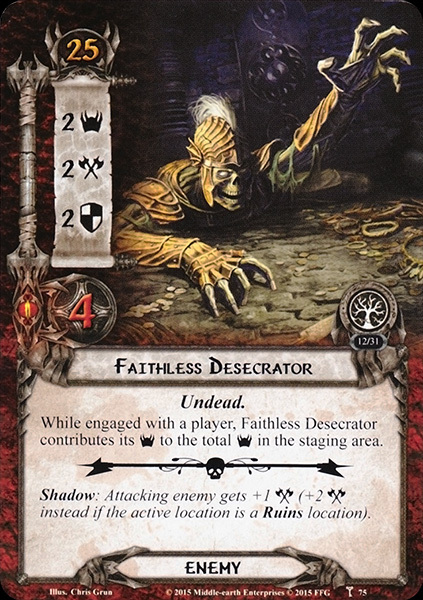 25
2
2
2
4
12/31
FAITHLESS DESECRATOR
Undead.
While engaged with a player, Faithless Desecrator
contributes its to the total in the staging area.
Shadow: Attacking enemy gets +1 (+2
instead if the active location is a Ruins location).
ENEMY
Illus. Chris Grun © 2015 Middle-earth Enterprises © 2015 FFG 75